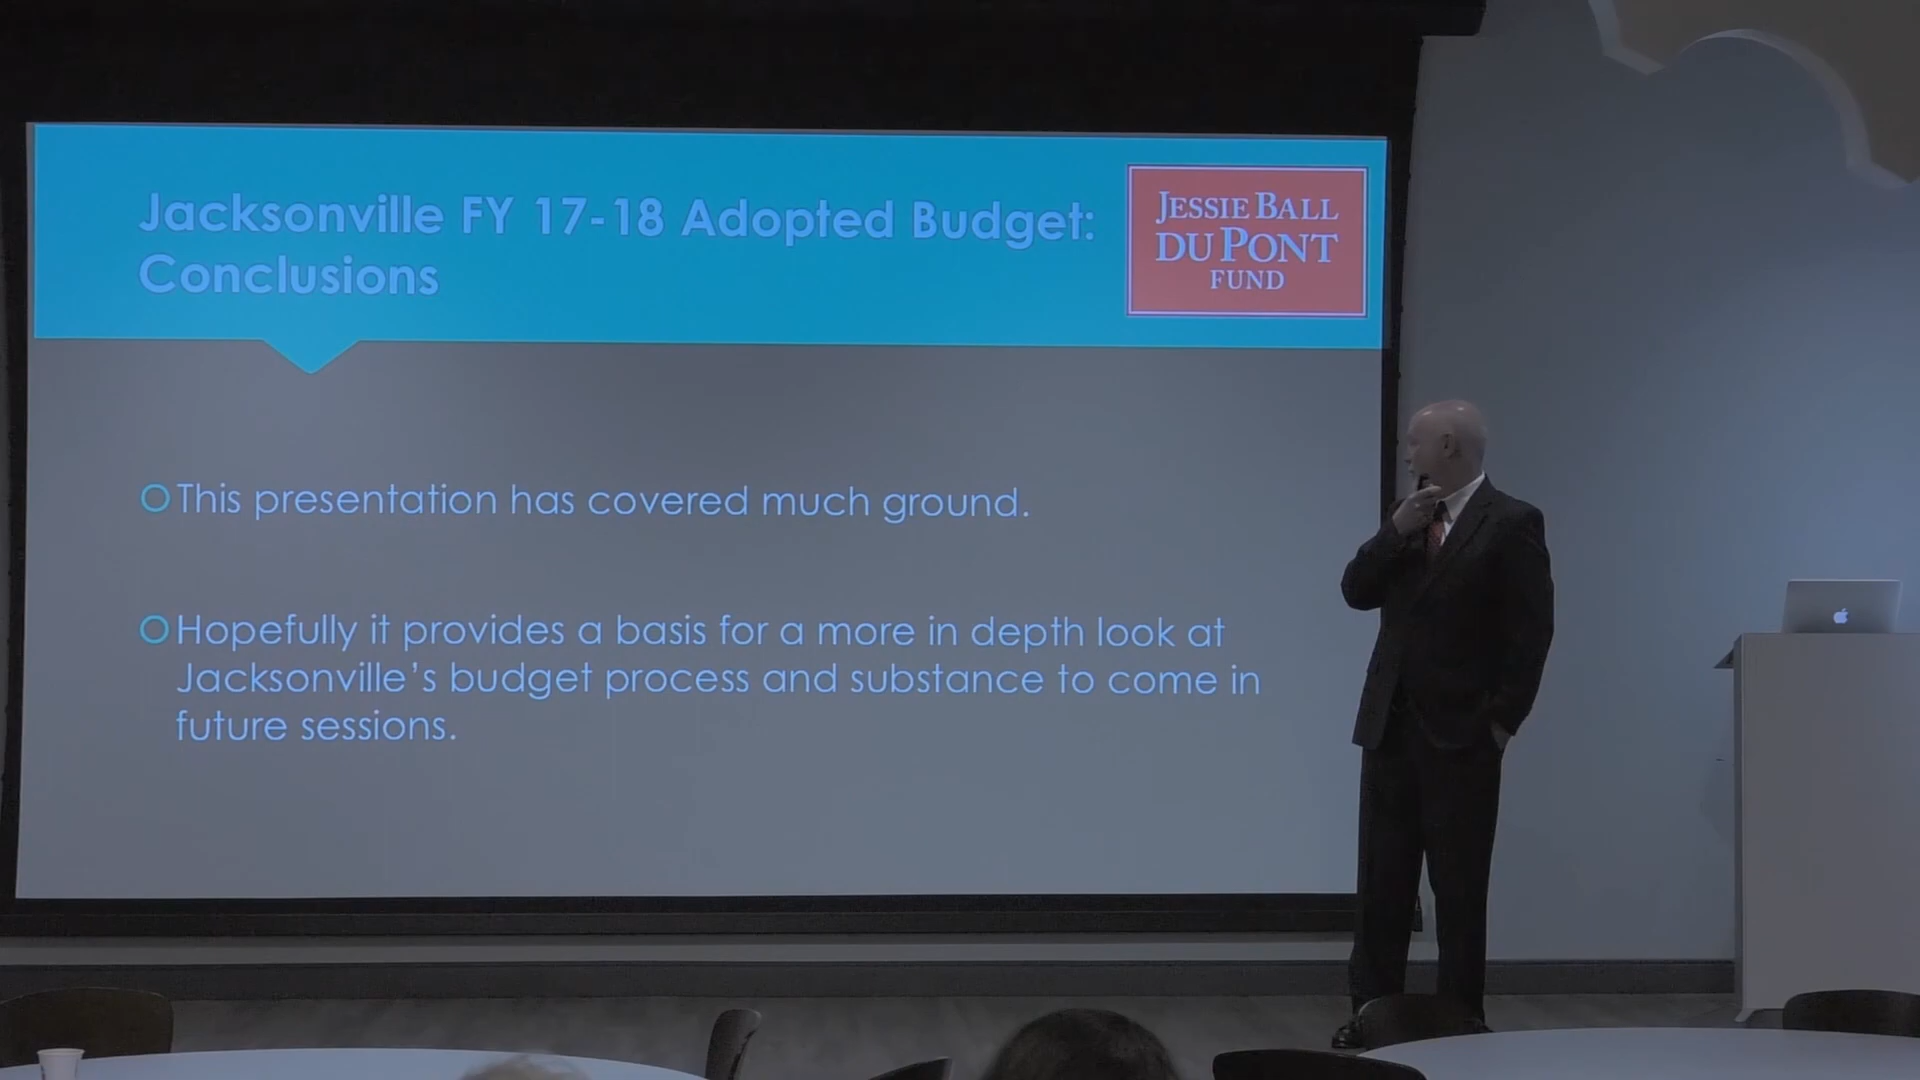 Jacksonville FY 17-18 Adopted Budget:
Conclusions
JESSIE BALL
DU PONT
FUND
This presentation has covered much ground.
Hopefully it provides a basis for a more in depth look at
Jacksonville’s budget process and substance to come in
future sessions.